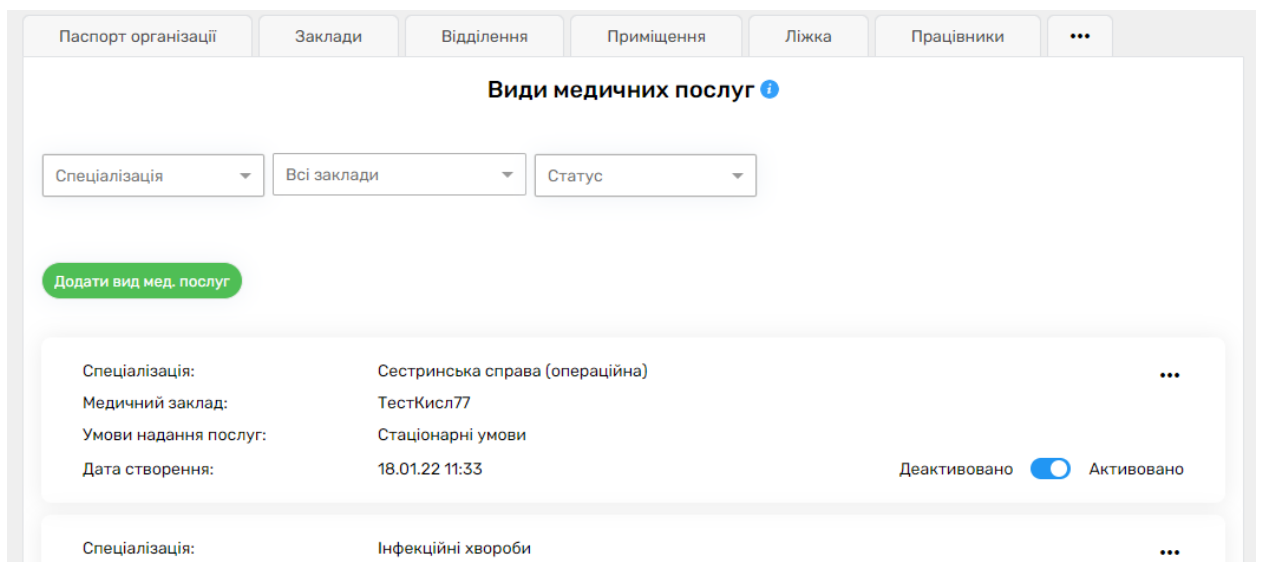 Паспорт організації Заклади Відділення Приміщення Ліжка Працівники •••
Види медичних послуг i
Спеціалізація Всі заклади Статус
Додати вид мед. послуг
Спеціалізація: Сестринська справа (операційна) •••
Медичний заклад: ТестКисл77
Умови надання послуг: Стаціонарні умови
Дата створення: 18.01.22 11:33 Деактивовано Активовано
Спеціалізація: Інфекційні хвороби •••